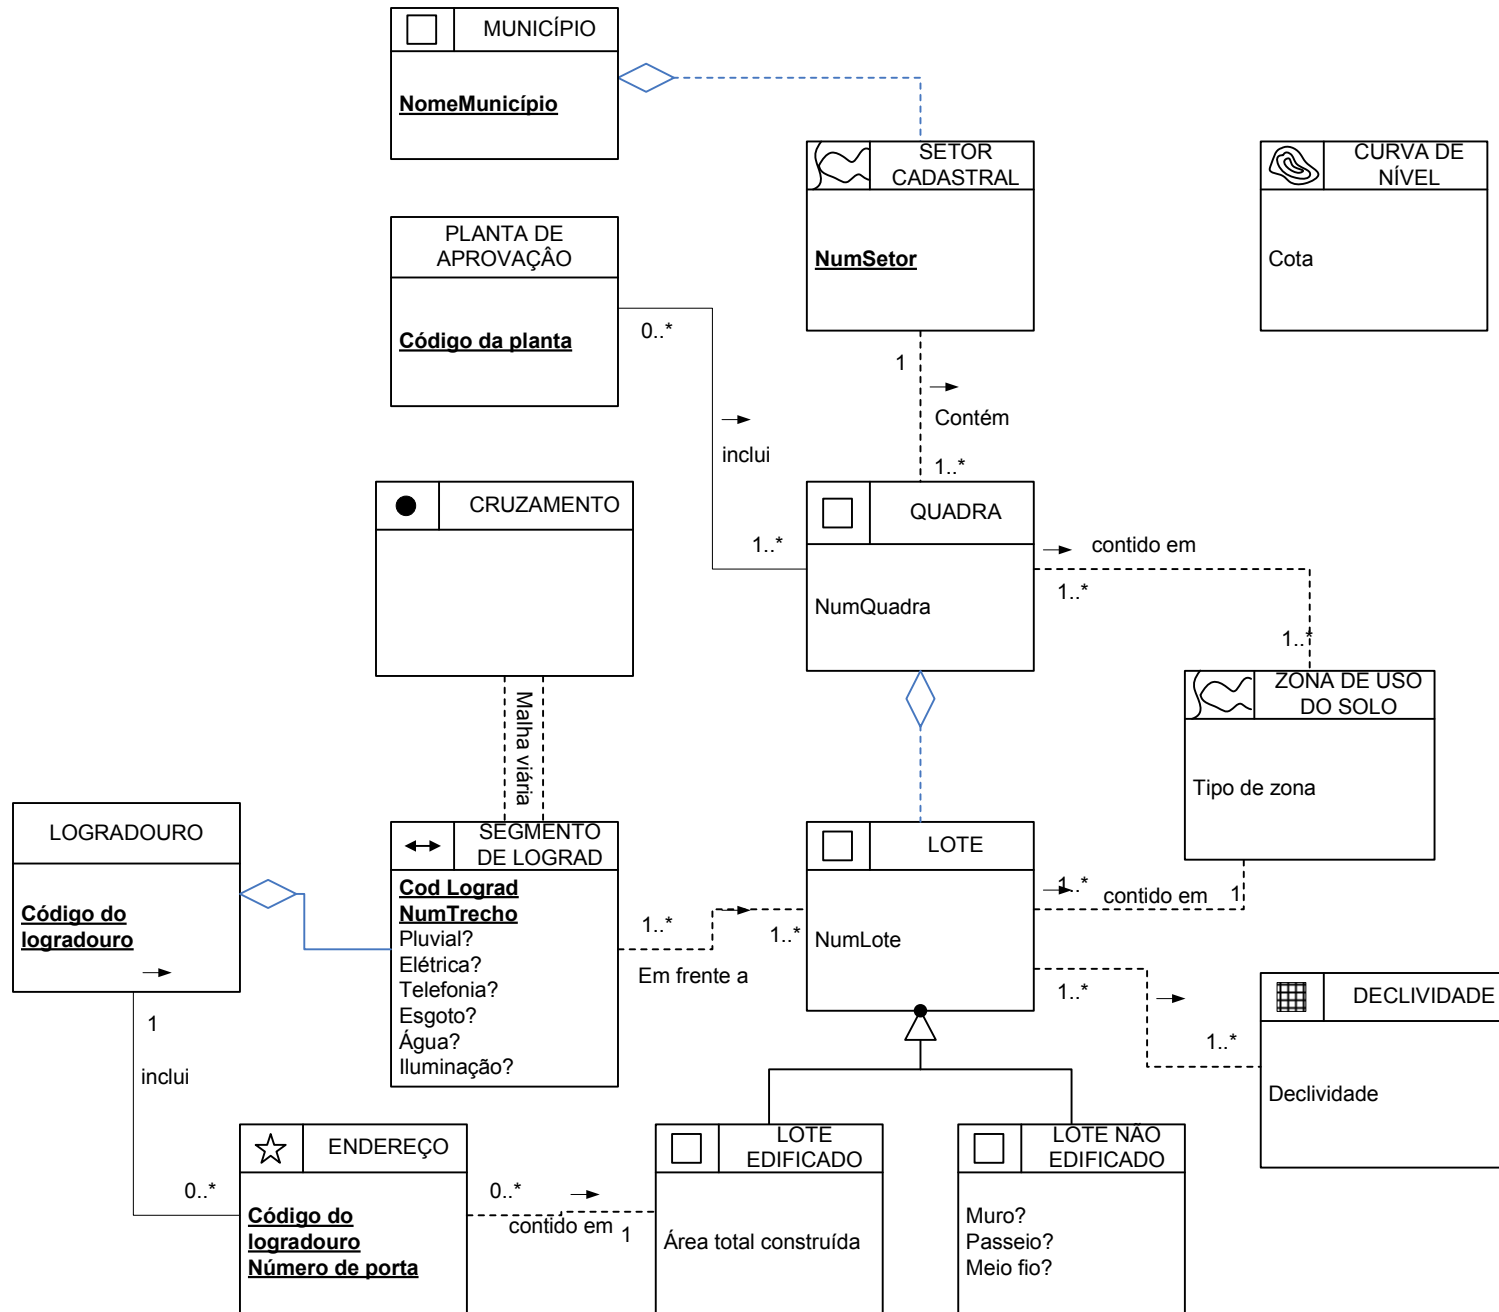 MUNICÍPIO
NomeMunicípio
SETOR
CADASTRAL
NumSetor
CURVA DE
NÍVEL
Cota
PLANTA DE
APROVAÇÂO
Código da planta
0..*
inclui
1..*
1
Contém
1..*
CRUZAMENTO
QUADRA
NumQuadra
contido em
1..*
1..*
ZONA DE USO
DO SOLO
Tipo de zona
Malha viária
LOGRADOURO
Código do
logradouro
SEGMENTO
DE LOGRAD
Cod Lograd
NumTrecho
Pluvial?
Elétrica?
Telefonia?
Esgoto?
Água?
Iluminação?
1..*
Em frente a
1..*
LOTE
NumLote
1..*
contido em
1
1..*
1..*
DECLIVIDADE
Declividade
1
inclui
0..*
ENDEREÇO
Código do
logradouro
Número de porta
0..*
contido em
1
LOTE
EDIFICADO
Área total construída
LOTE NÃO
EDIFICADO
Muro?
Passeio?
Meio fio?